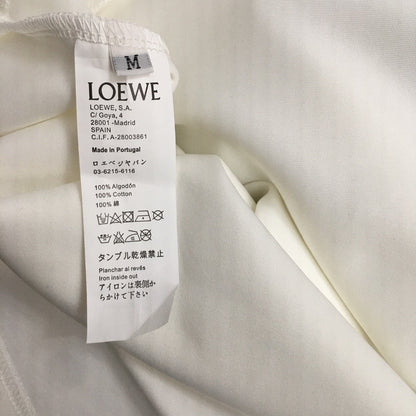 M
LOEWE
LOEWE, S.A.
C/ Goya, 4
28001 -Madrid
SPAIN
C.I.F. A-28003861
Made in Portugal
ロエベジャパン
03-6215-6116
100% Algodón
100% Cotton
100% 綿
タンブル乾燥禁止
Planchar al revés
Iron inside out
アイロンは裏側か
らかけて下さい